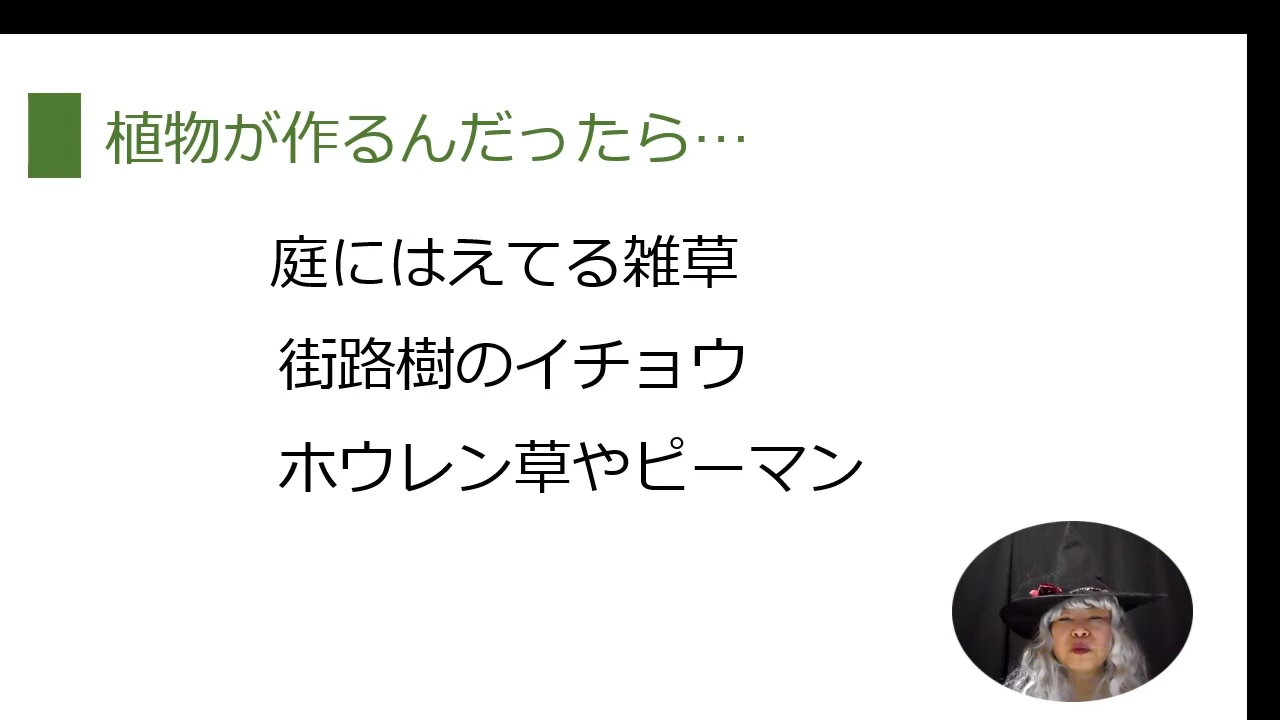 植物が作るんだったら…
庭にはえてる雑草
街路樹のイチョウ
ホウレン草やピーマン